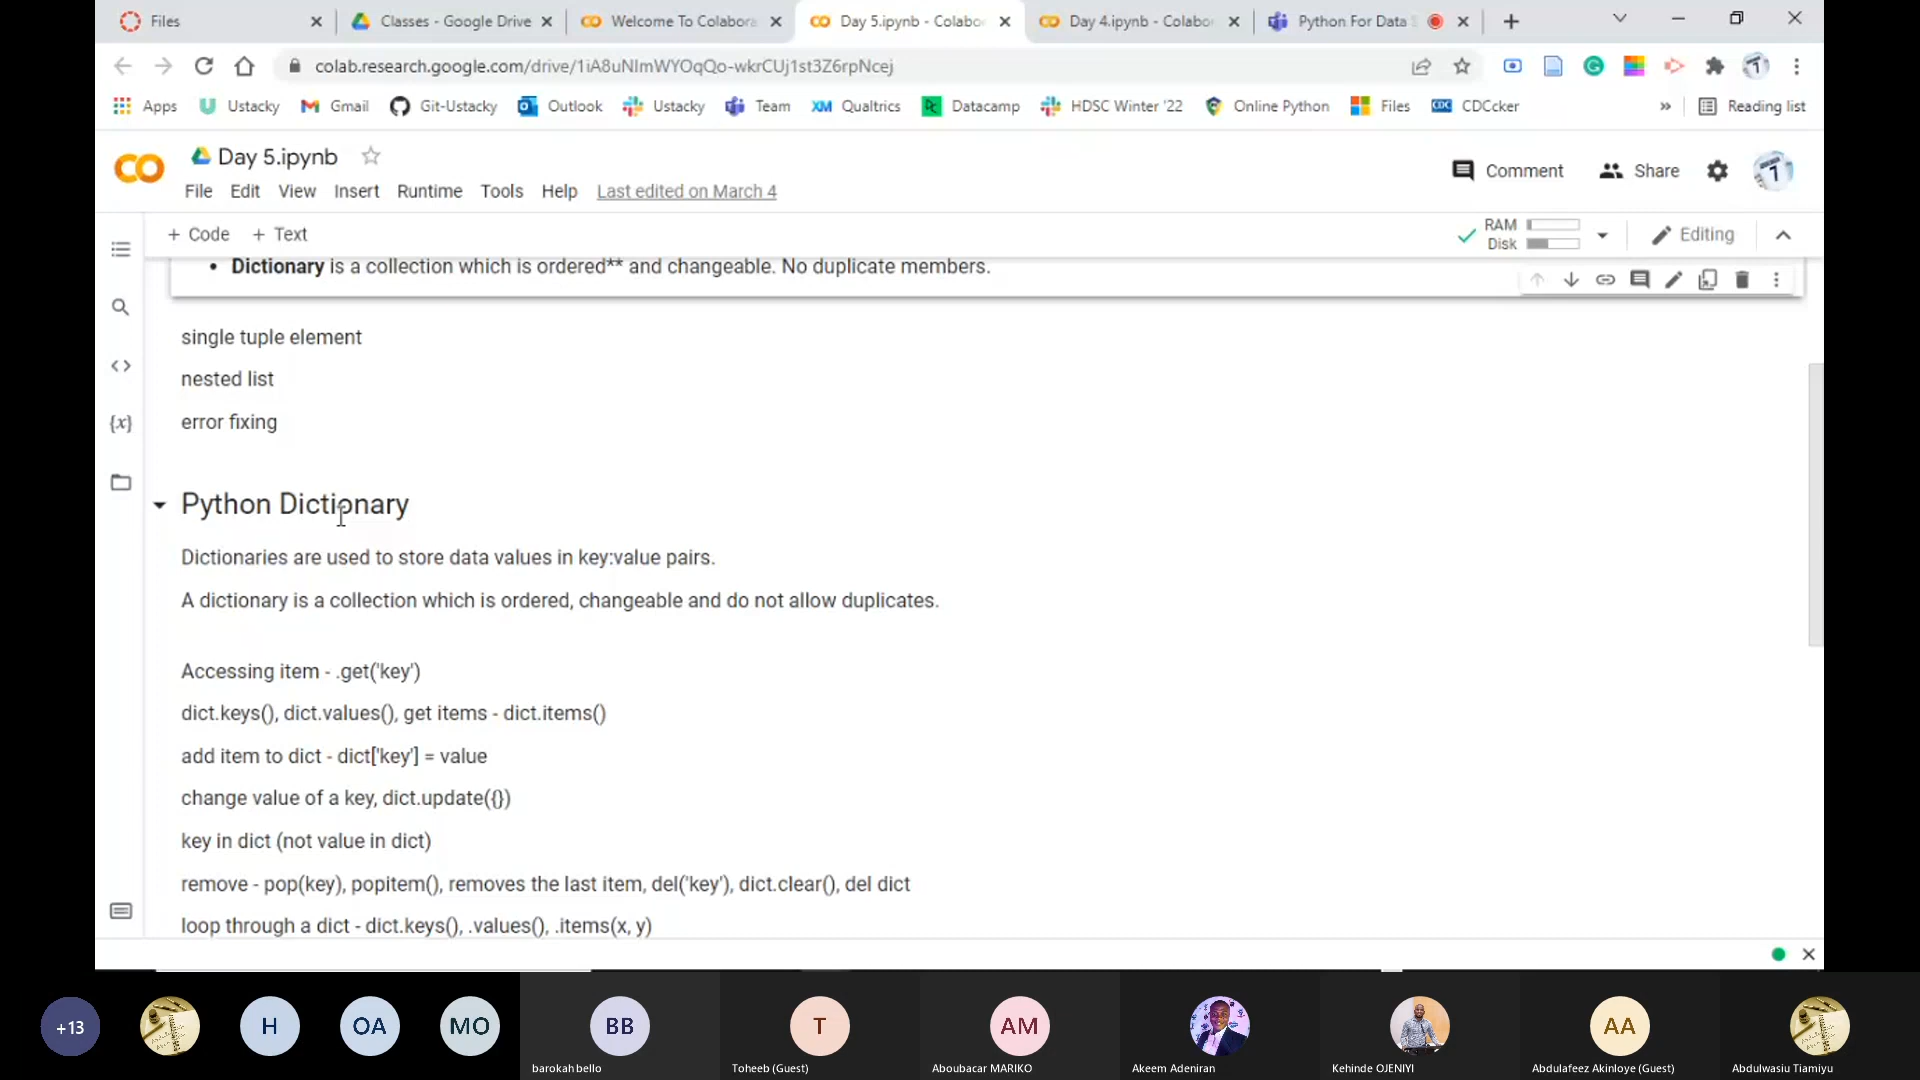 Files
Classes - Google Drive
Welcome To Colabora
Day 5.ipynb - Colabo
Day 4.ipynb - Colabo
Python For Data
colab.research.google.com/drive/1iA8uNImWYOqQo-wkrCUj1st3Z6rpNcej
Apps
Ustacky
Gmail
Git-Ustacky
Outlook
Ustacky
Team
XM Qualtrics
Datacamp
HDSC Winter '22
Online Python
Files
CDC CDCcker
»
Reading list
CO
Day 5.ipynb
File Edit View Insert Runtime Tools Help Last edited on March 4
Comment
Share
+ Code + Text
RAM
Disk
Editing
• Dictionary is a collection which is ordered** and changeable. No duplicate members.
single tuple element
nested list
error fixing
{x}
Python Dictionary
Dictionaries are used to store data values in key:value pairs.
A dictionary is a collection which is ordered, changeable and do not allow duplicates.
Accessing item - .get('key')
dict.keys(), dict.values(), get items - dict.items()
add item to dict - dict['key'] = value
change value of a key, dict.update({})
key in dict (not value in dict)
remove - pop(key), popitem(), removes the last item, del('key'), dict.clear(), del dict
loop through a dict - dict.keys(), .values(), .items(x, y)
+13
H
OA
MO
BB
barokah bello
T
Toheeb (Guest)
AM
Aboubacar MARIKO
Akeem Adeniran
Kehinde OJENIYI
AA
Abdulafeez Akinloye (Guest)
Abdulwasiu Tiamiyu